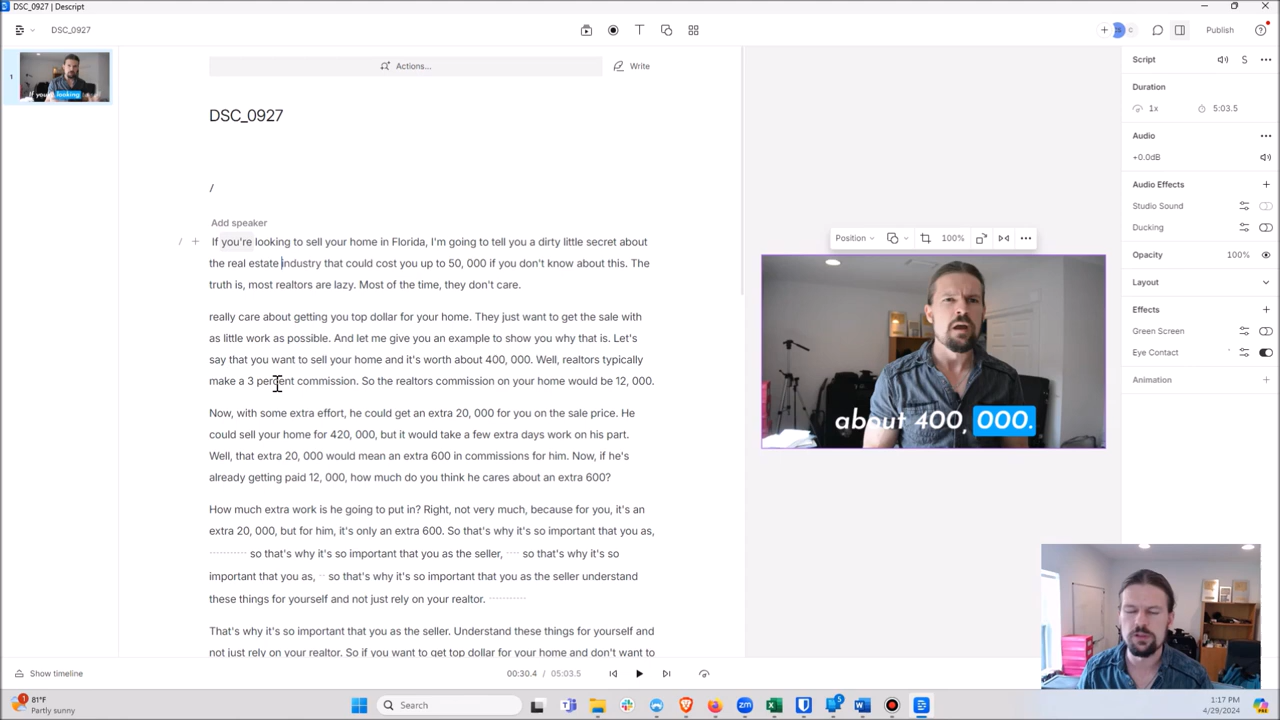 DSC_0927 | Descript
DSC_0927
Publish
1
If you're looking to sell
Actions...
Write
DSC_0927
/
Add speaker
/ + If you're looking to sell your home in Florida, I'm going to tell you a dirty little secret about
the real estate industry that could cost you up to 50, 000 if you don't know about this. The
truth is, most realtors are lazy. Most of the time, they don't care.
really care about getting you top dollar for your home. They just want to get the sale with
as little work as possible. And let me give you an example to show you why that is. Let's
say that you want to sell your home and it's worth about 400, 000. Well, realtors typically
make a 3 percent commission. So the realtors commission on your home would be 12, 000.
Now, with some extra effort, he could get an extra 20, 000 for you on the sale price. He
could sell your home for 420, 000, but it would take a few extra days work on his part.
Well, that extra 20, 000 would mean an extra 600 in commissions for him. Now, if he's
already getting paid 12, 000, how much do you think he cares about an extra 600?
How much extra work is he going to put in? Right, not very much, because for you, it's an
extra 20, 000, but for him, it's only an extra 600. So that's why it's so important that you as,
so that's why it's so important that you as the seller, so that's why it's so
important that you as, so that's why it's so important that you as the seller understand
these things for yourself and not just rely on your realtor.
That's why it's so important that you as the seller. Understand these things for yourself and
not just rely on your realtor. So if you want to get top dollar for your home and don't want to
Position
100%
about 400, 000.
Script
S
Duration
1x
5:03.5
Audio
+0.0dB
Audio Effects
Studio Sound
Ducking
Opacity
100%
Layout
Effects
Green Screen
Eye Contact
Animation
Show timeline
00:30.4 / 05:03.5
81°F
Partly sunny
Search
1:17 PM
4/29/2024